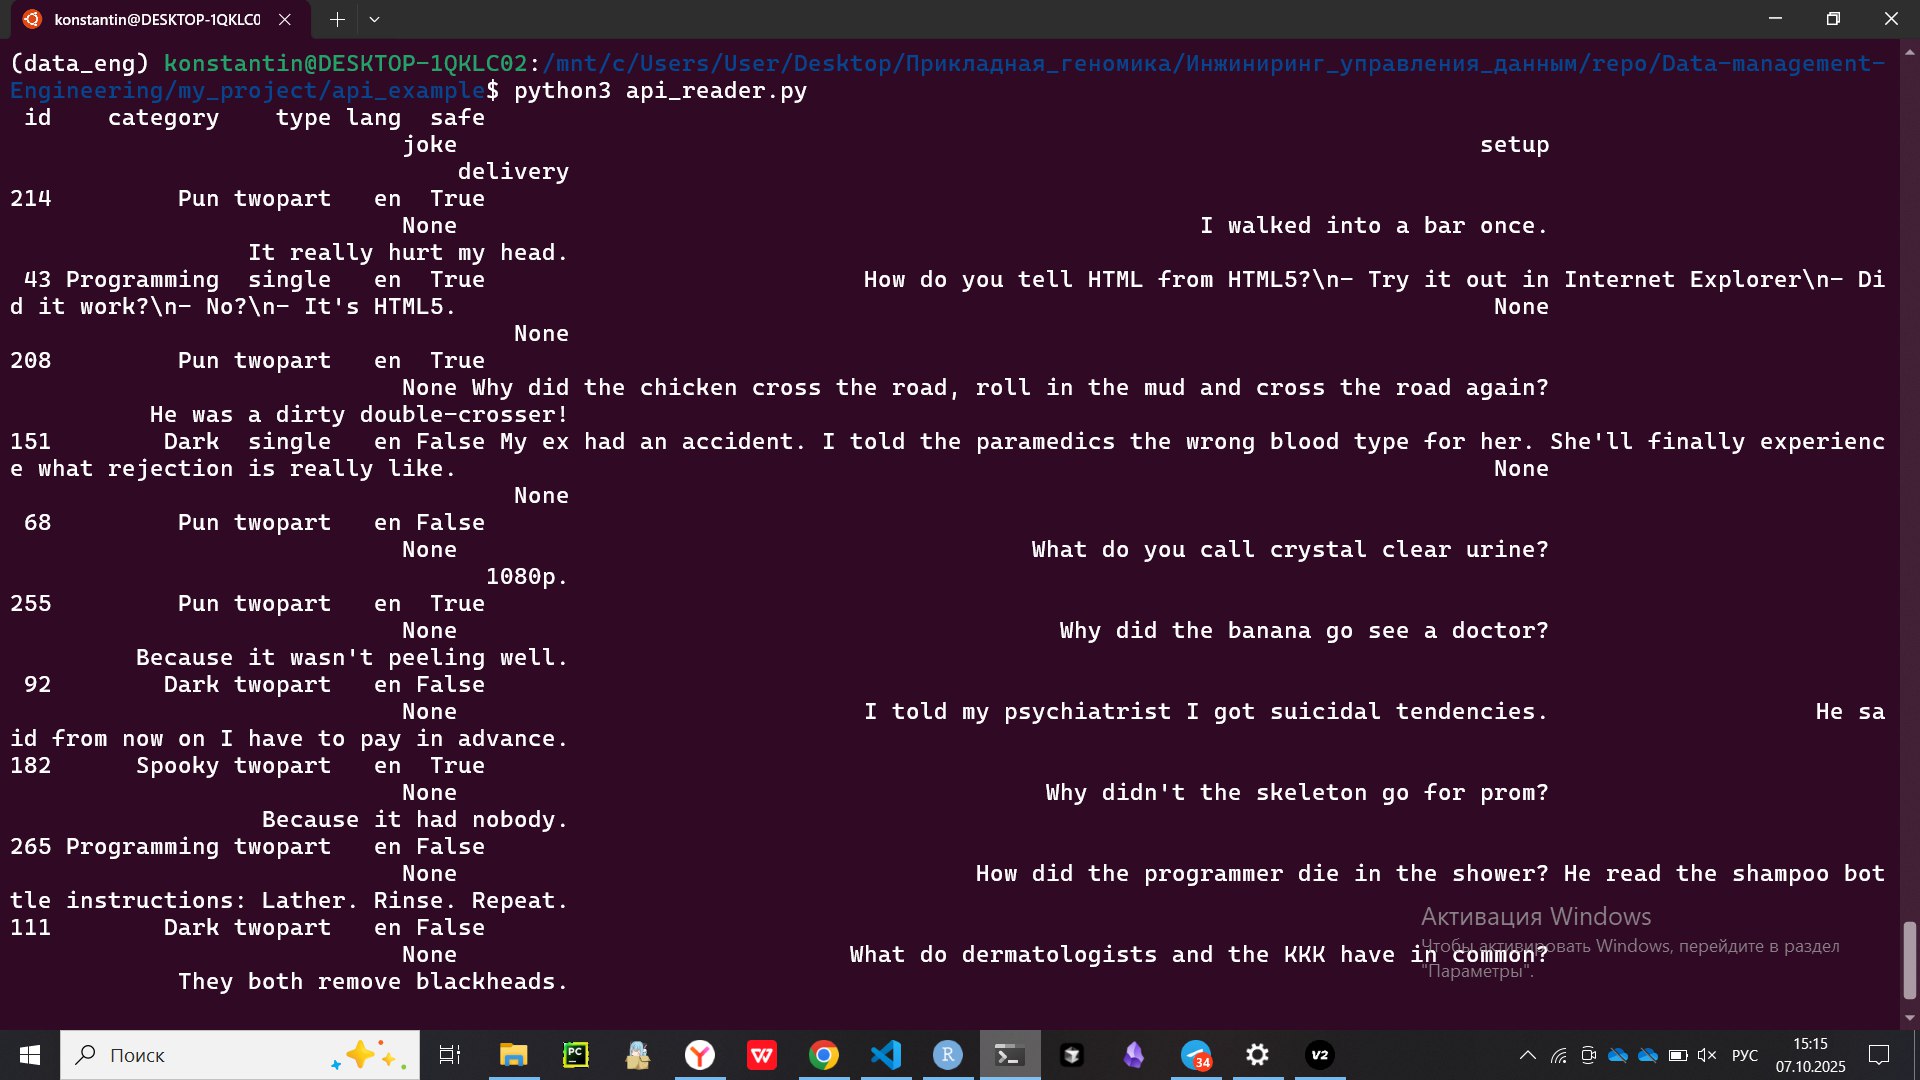 konstantin@DESKTOP-1QKLC0
(data_eng) konstantin@DESKTOP-1QKLC02:/mnt/c/Users/User/Desktop/Прикладная_геномика/Инжиниринг_управления_данным/repo/Data-management-
Engineering/my_project/api_example$ python3 api_reader.py
id category type lang safe
joke setup
delivery
214 Pun twopart en True
None I walked into a bar once.
It really hurt my head.
43 Programming single en True How do you tell HTML from HTML5?\n- Try it out in Internet Explorer\n- Di
d it work?\n- No?\n- It's HTML5. None
None
208 Pun twopart en True
None Why did the chicken cross the road, roll in the mud and cross the road again?
He was a dirty double-crosser!
151 Dark single en False My ex had an accident. I told the paramedics the wrong blood type for her. She'll finally experienc
e what rejection is really like. None
None
68 Pun twopart en False
None What do you call crystal clear urine?
1080p.
255 Pun twopart en True
None Why did the banana go see a doctor?
Because it wasn't peeling well.
92 Dark twopart en False
None I told my psychiatrist I got suicidal tendencies. He sa
id from now on I have to pay in advance.
182 Spooky twopart en True
None Why didn't the skeleton go for prom?
Because it had nobody.
265 Programming twopart en False
None How did the programmer die in the shower? He read the shampoo bot
tle instructions: Lather. Rinse. Repeat.
111 Dark twopart en False
None What do dermatologists and the KKK have in common?
They both remove blackheads.
Активация Windows
Чтобы активировать Windows, перейдите в раздел
"Параметры".
Поиск
PC
R
34
V2
РУС
15:15
07.10.2025